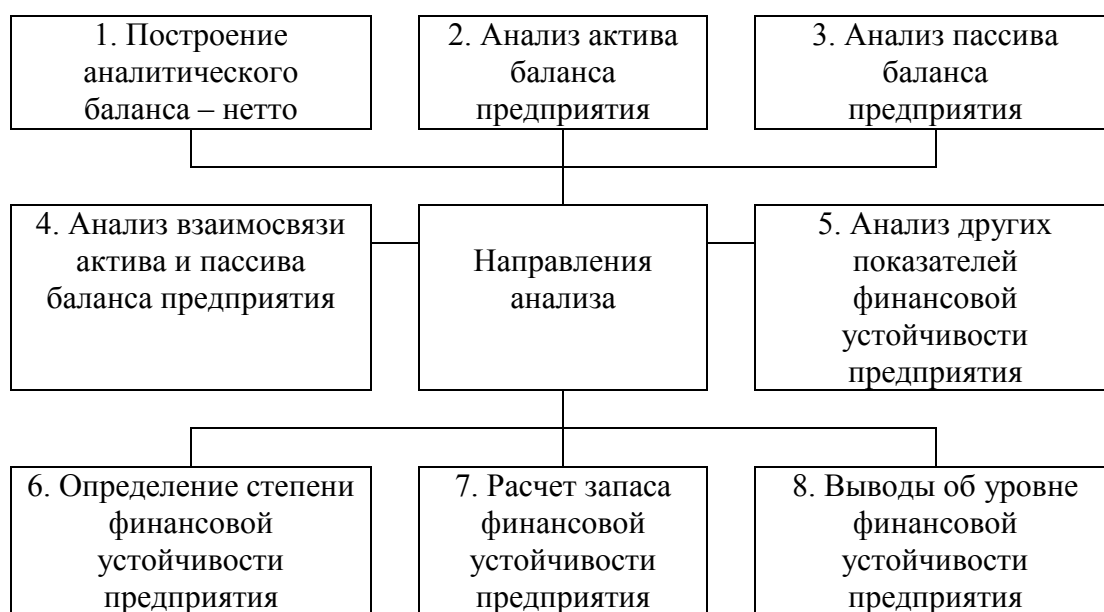 1. Построение
аналитического
баланса – нетто
2. Анализ актива
баланса
предприятия
3. Анализ пассива
баланса
предприятия
4. Анализ взаимосвязи
актива и пассива
баланса предприятия
Направления
анализа
5. Анализ других
показателей
финансовой
устойчивости
предприятия
6. Определение степени
финансовой
устойчивости
предприятия
7. Расчет запаса
финансовой
устойчивости
предприятия
8. Выводы об уровне
финансовой
устойчивости
предприятия